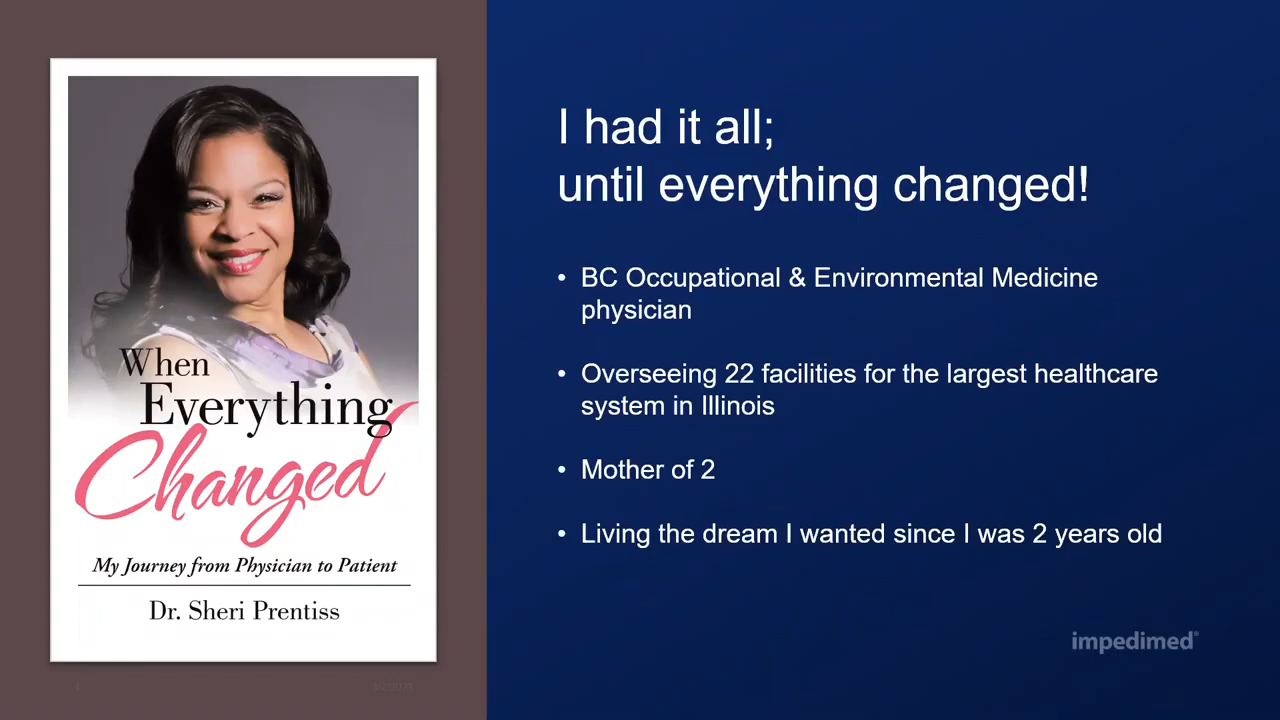 When
Everything
Changed
My Journey from Physician to Patient
Dr. Sheri Prentiss
I had it all;
until everything changed!
• BC Occupational & Environmental Medicine
physician
• Overseeing 22 facilities for the largest healthcare
system in Illinois
• Mother of 2
• Living the dream I wanted since I was 2 years old
impedimed®